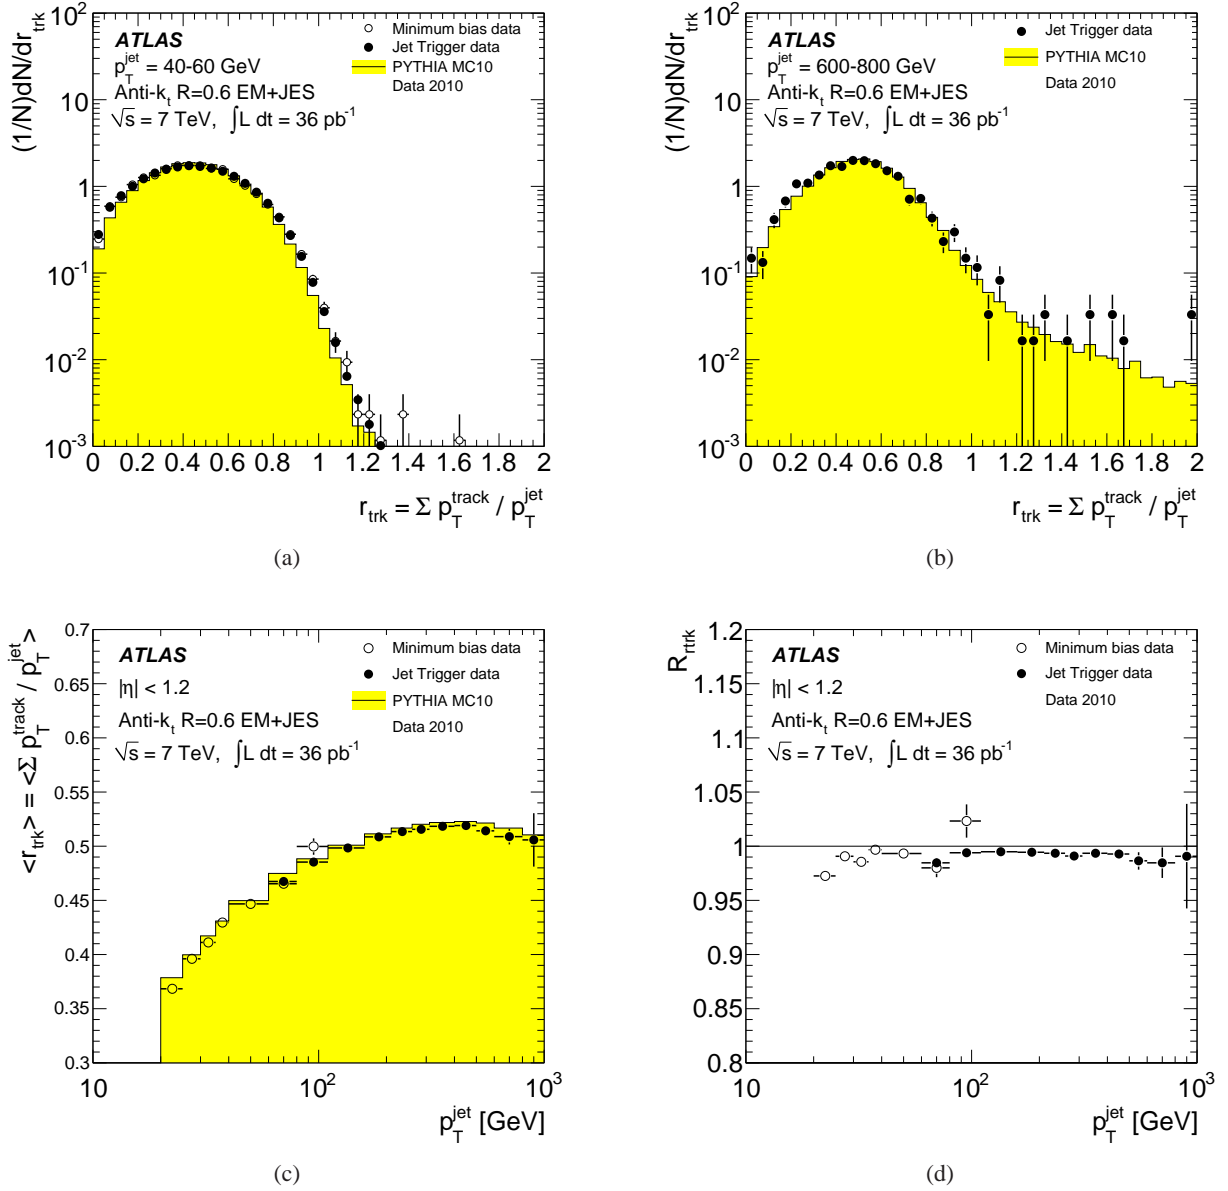 (1/N)dN/dr_trk
ATLAS
p_T^jet = 40-60 GeV
Anti-k_t R=0.6 EM+JES
√s = 7 TeV, ∫L dt = 36 pb^-1
Minimum bias data
Jet Trigger data
PYTHIA MC10
Data 2010
10^3
10^2
10
1
10^-1
10^-2
10^-3
0 0.2 0.4 0.6 0.8 1 1.2 1.4 1.6 1.8 2
r_trk = Σ p_T^track / p_T^jet
(a)
(1/N)dN/dr_trk
ATLAS
p_T^jet = 600-800 GeV
Anti-k_t R=0.6 EM+JES
√s = 7 TeV, ∫L dt = 36 pb^-1
Jet Trigger data
PYTHIA MC10
Data 2010
10^3
10^2
10
1
10^-1
10^-2
10^-3
0 0.2 0.4 0.6 0.8 1 1.2 1.4 1.6 1.8 2
r_trk = Σ p_T^track / p_T^jet
(b)
<r_trk> = <Σ p_T^track / p_T^jet>
ATLAS
|η| < 1.2
Anti-k_t R=0.6 EM+JES
√s = 7 TeV, ∫L dt = 36 pb^-1
Minimum bias data
Jet Trigger data
PYTHIA MC10
Data 2010
0.7
0.65
0.6
0.55
0.5
0.45
0.4
0.35
0.3
10 10^2 10^3
p_T^jet [GeV]
(c)
R_rtrk
ATLAS
|η| < 1.2
Anti-k_t R=0.6 EM+JES
√s = 7 TeV, ∫L dt = 36 pb^-1
Minimum bias data
Jet Trigger data
Data 2010
1.2
1.15
1.1
1.05
1
0.95
0.9
0.85
0.8
10 10^2 10^3
p_T^jet [GeV]
(d)